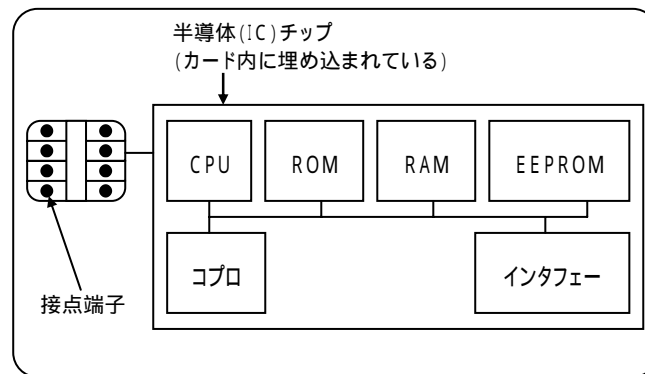 半導体(IC)チップ
(カード内に埋め込まれている)
CPU
ROM
RAM
EEPROM
コプロ
インタフェー
接点端子